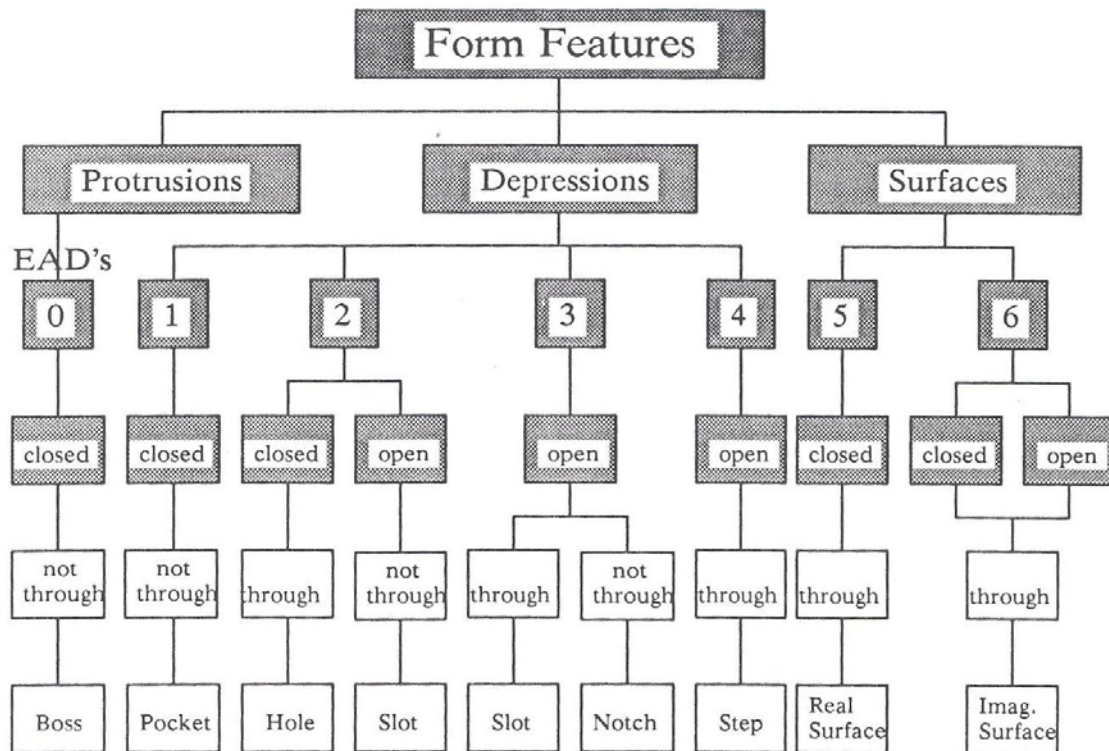 Form Features
Protrusions Depressions Surfaces
EAD's
0 1 2 3 4 5 6
closed closed closed open open open closed closed open
not not not not
through through through through through through through through through
Boss Pocket Hole Slot Slot Notch Step Real Imag.
Surface Surface